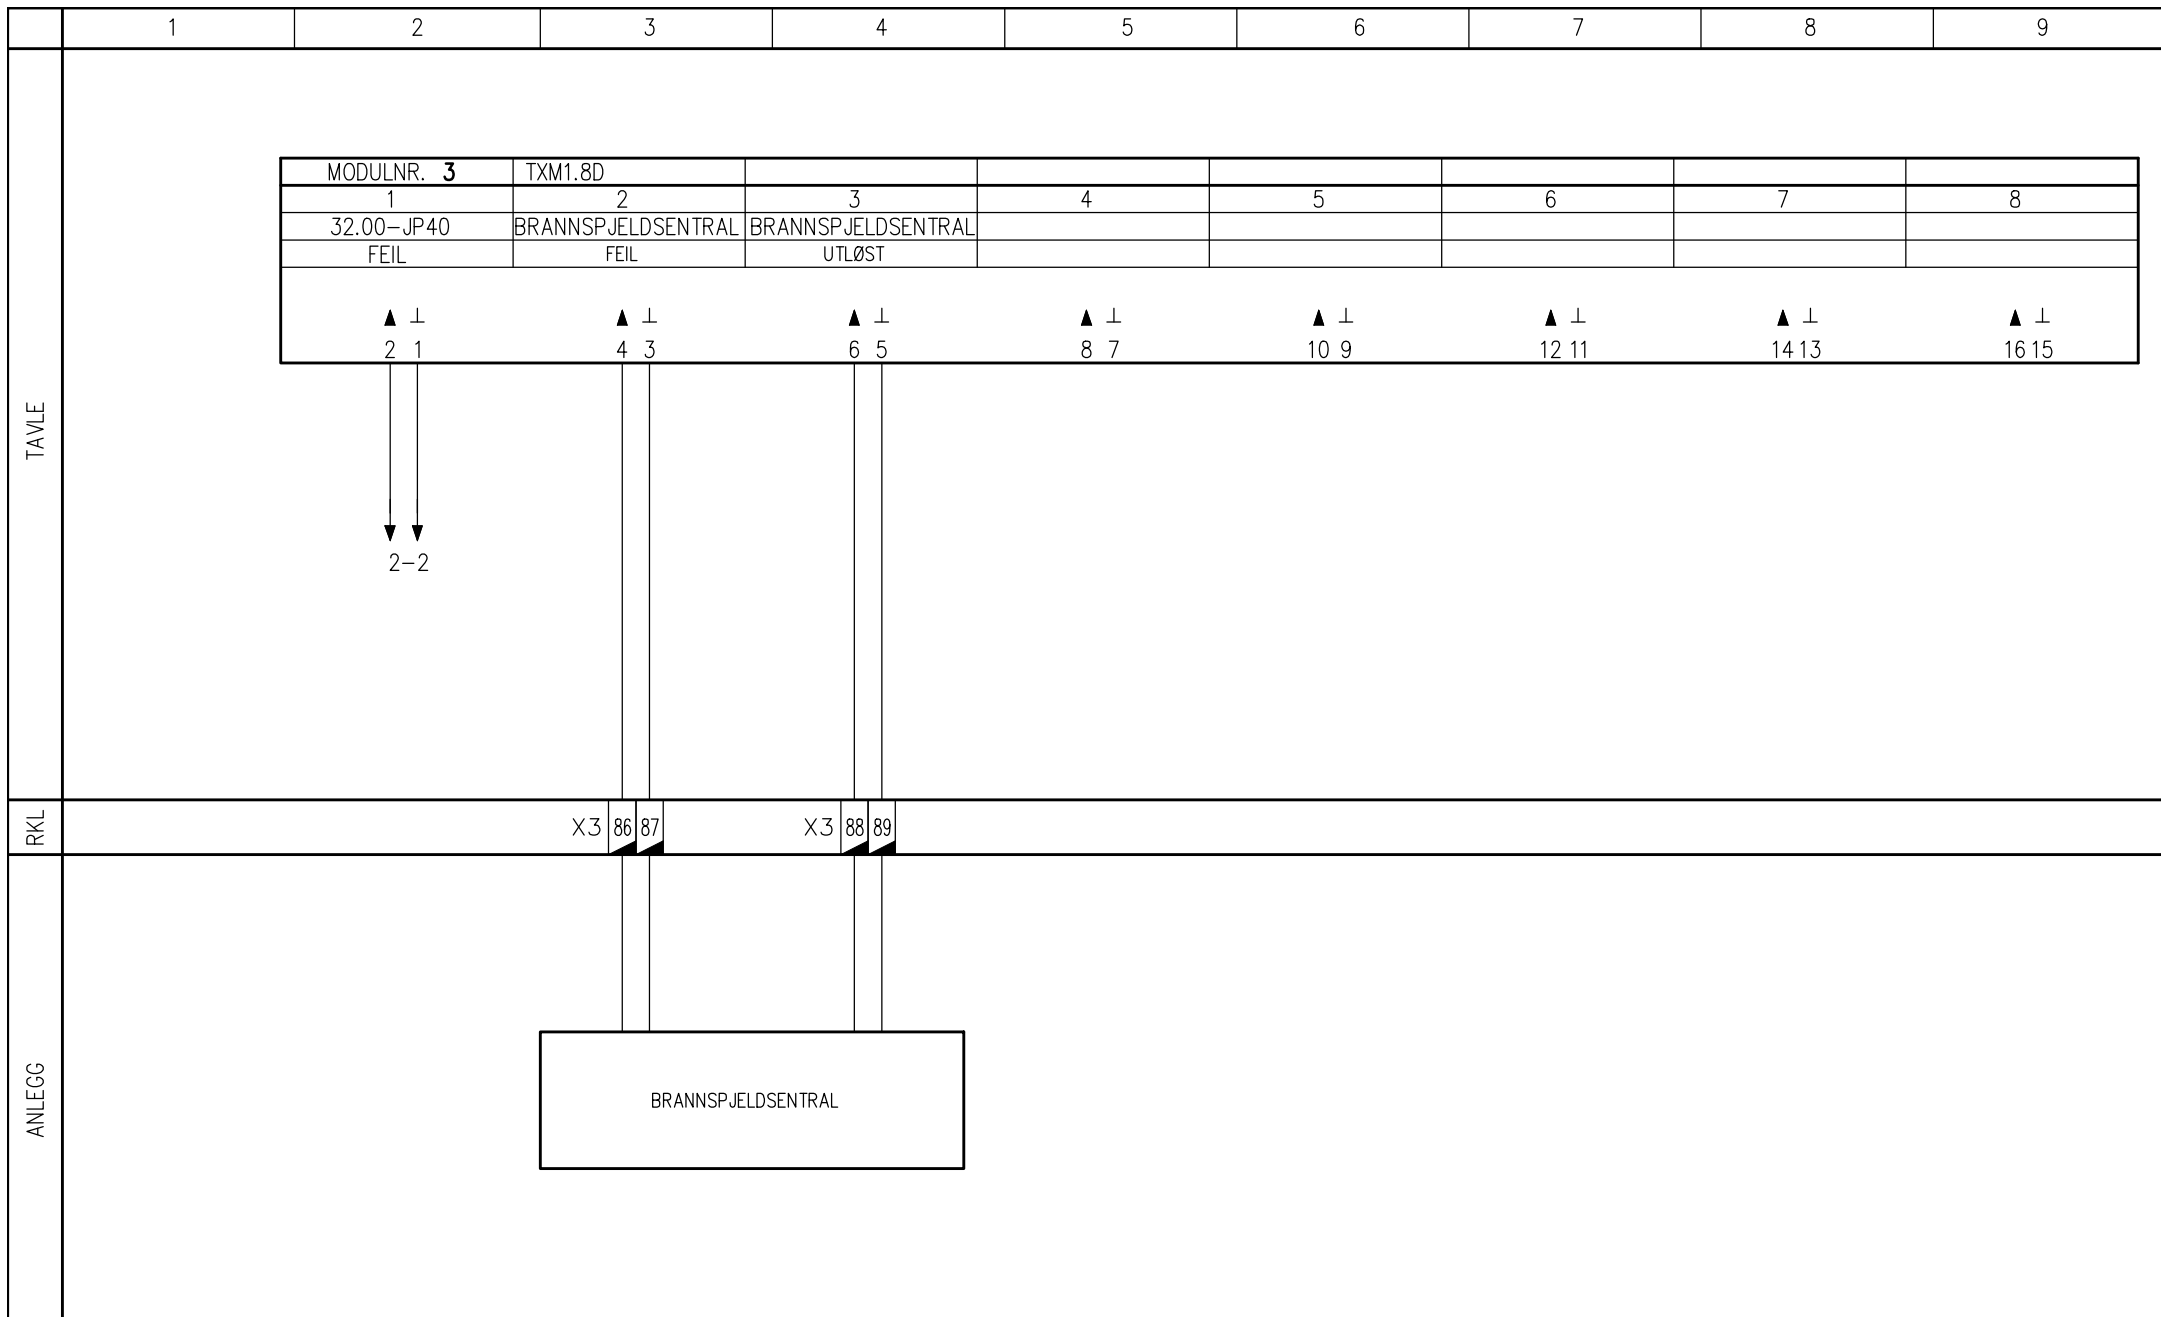 1 2 3 4 5 6 7 8 9
MODULNR. 3 TXM1.8D
1 2 3 4 5 6 7 8
32.00-JP40 BRANNSPJELDSENTRAL BRANNSPJELDSENTRAL
FEIL FEIL UTLØST
2 1 4 3 6 5 8 7 10 9 12 11 14 13 16 15
TAVLE
2-2
RKL
X3 86 87 X3 88 89
ANLEGG
BRANNSPJELDSENTRAL